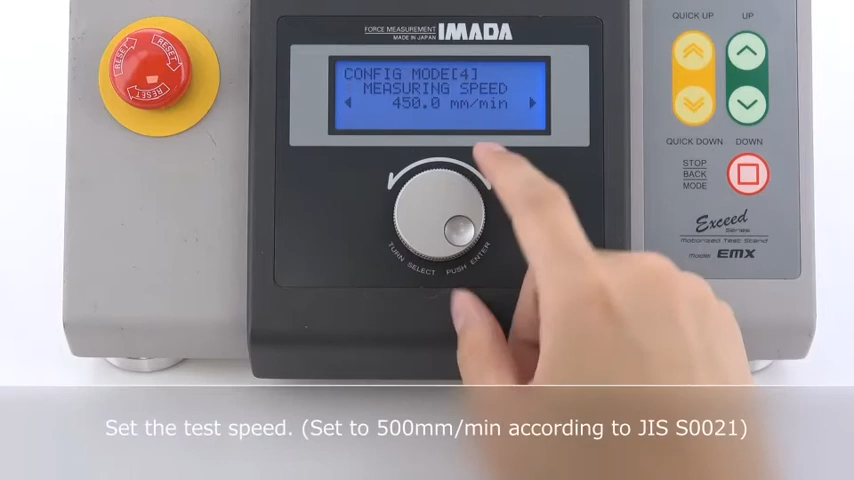 FORCE MEASUREMENT IMADA
MADE IN JAPAN
CONFIG MODE[4]
MEASURING SPEED
450.0 mm/min
RESET
RESET
RESET
TURN SELECT PUSH ENTER
QUICK UP UP
QUICK DOWN DOWN
STOP
BACK
MODE
Exceed
Series
Motorized Test Stand
Model EMX
Set the test speed. (Set to 500mm/min according to JIS S0021)